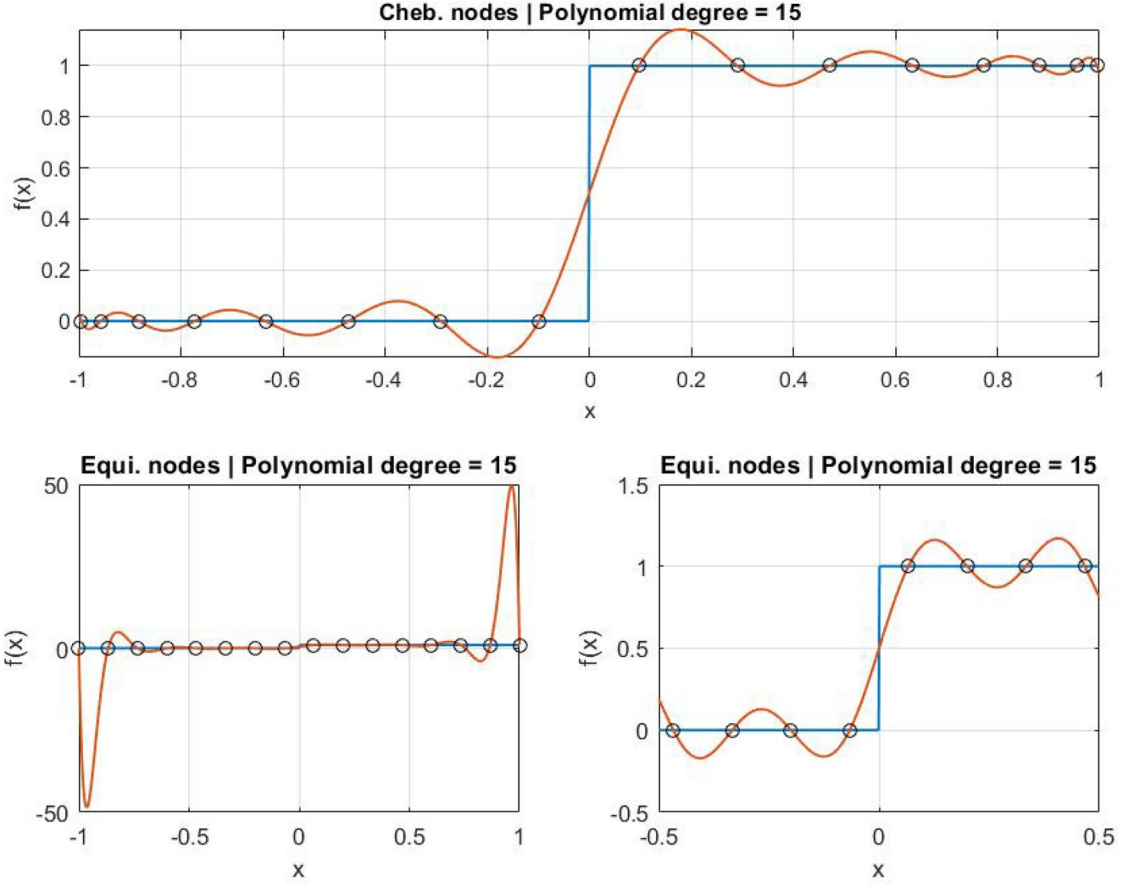 Cheb. nodes | Polynomial degree = 15
1
0.8
0.6
0.4
0.2
0
f(x)
-1 -0.8 -0.6 -0.4 -0.2 0 0.2 0.4 0.6 0.8 1
x
Equi. nodes | Polynomial degree = 15
50
0
-50
f(x)
-1 -0.5 0 0.5 1
x
Equi. nodes | Polynomial degree = 15
1.5
1
0.5
0
-0.5
f(x)
-0.5 0 0.5
x